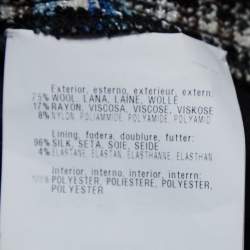 Exterior, esterno, exterieur, extern:
75% WOOL, LANA, LAINE, WOLLE
17% RAYON, VISCOSA, VISCOSE, VISKOSE
8% NYLON, POLIAMMIDE, POLYAMIDE, POLYAMID
Lining, fodera, doublure, futter:
96% SILK, SETA, SOIE, SEIDE
4% ELASTANE, ELASTAN, ELASTHANNE, ELASTHAN
Interior, interno, interior, interrn:
100% POLYESTER, POLIESTERE, POLYESTER,
POLYESTER